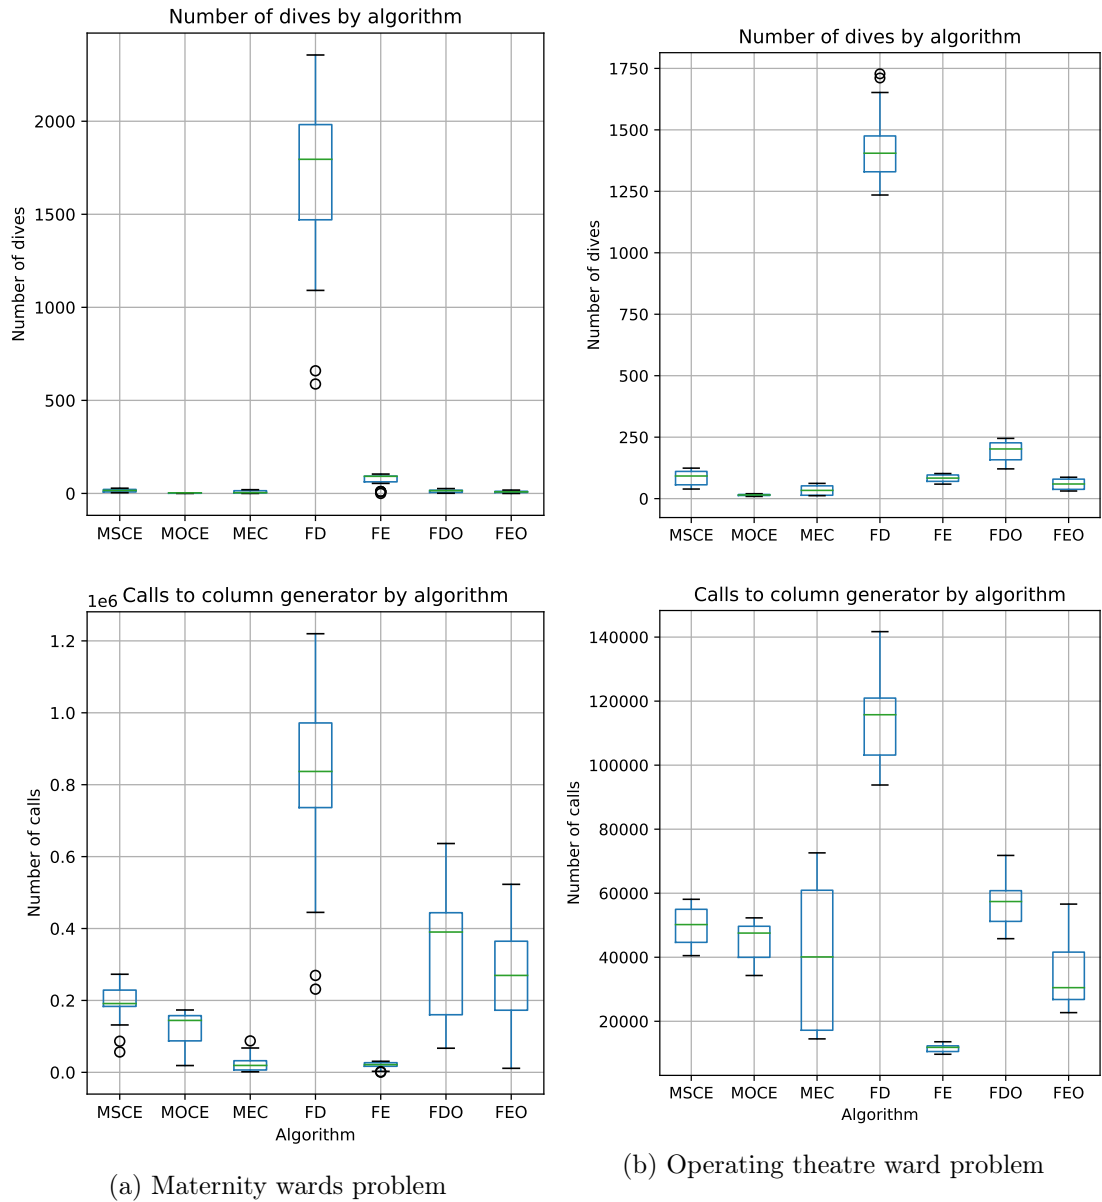 Number of dives by algorithm
Number of dives
2000
1500
1000
500
0
MSCE MOCE MEC FD FE FDO FEO
Number of dives by algorithm
Number of dives
1750
1500
1250
1000
750
500
250
0
MSCE MOCE MEC FD FE FDO FEO
1e6 Calls to column generator by algorithm
Number of calls
1.2
1.0
0.8
0.6
0.4
0.2
0.0
MSCE MOCE MEC FD FE FDO FEO
Algorithm
(a) Maternity wards problem
Calls to column generator by algorithm
Number of calls
140000
120000
100000
80000
60000
40000
20000
MSCE MOCE MEC FD FE FDO FEO
Algorithm
(b) Operating theatre ward problem